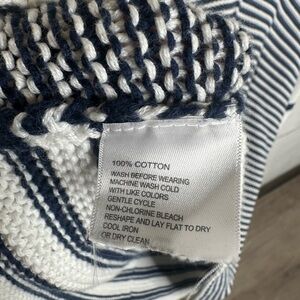 100% COTTON
WASH BEFORE WEARING
MACHINE WASH COLD
WITH LIKE COLORS
GENTLE CYCLE
NON-CHLORINE BLEACH
RESHAPE AND LAY FLAT TO DRY
COOL IRON
OR DRY CLEAN